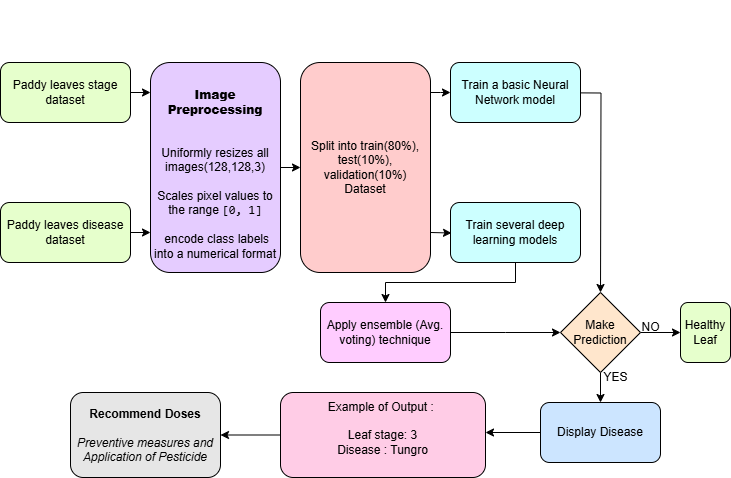 Paddy leaves stage
dataset
Paddy leaves disease
dataset
Image
Preprocessing
Uniformly resizes all
images(128,128,3)
Scales pixel values to
the range [0, 1]
encode class labels
into a numerical format
Split into train(80%),
test(10%),
validation(10%)
Dataset
Train a basic Neural
Network model
Train several deep
learning models
Apply ensemble (Avg.
voting) technique
Make
Prediction
NO
Healthy
Leaf
YES
Display Disease
Example of Output :
Leaf stage: 3
Disease : Tungro
Recommend Doses
Preventive measures and
Application of Pesticide